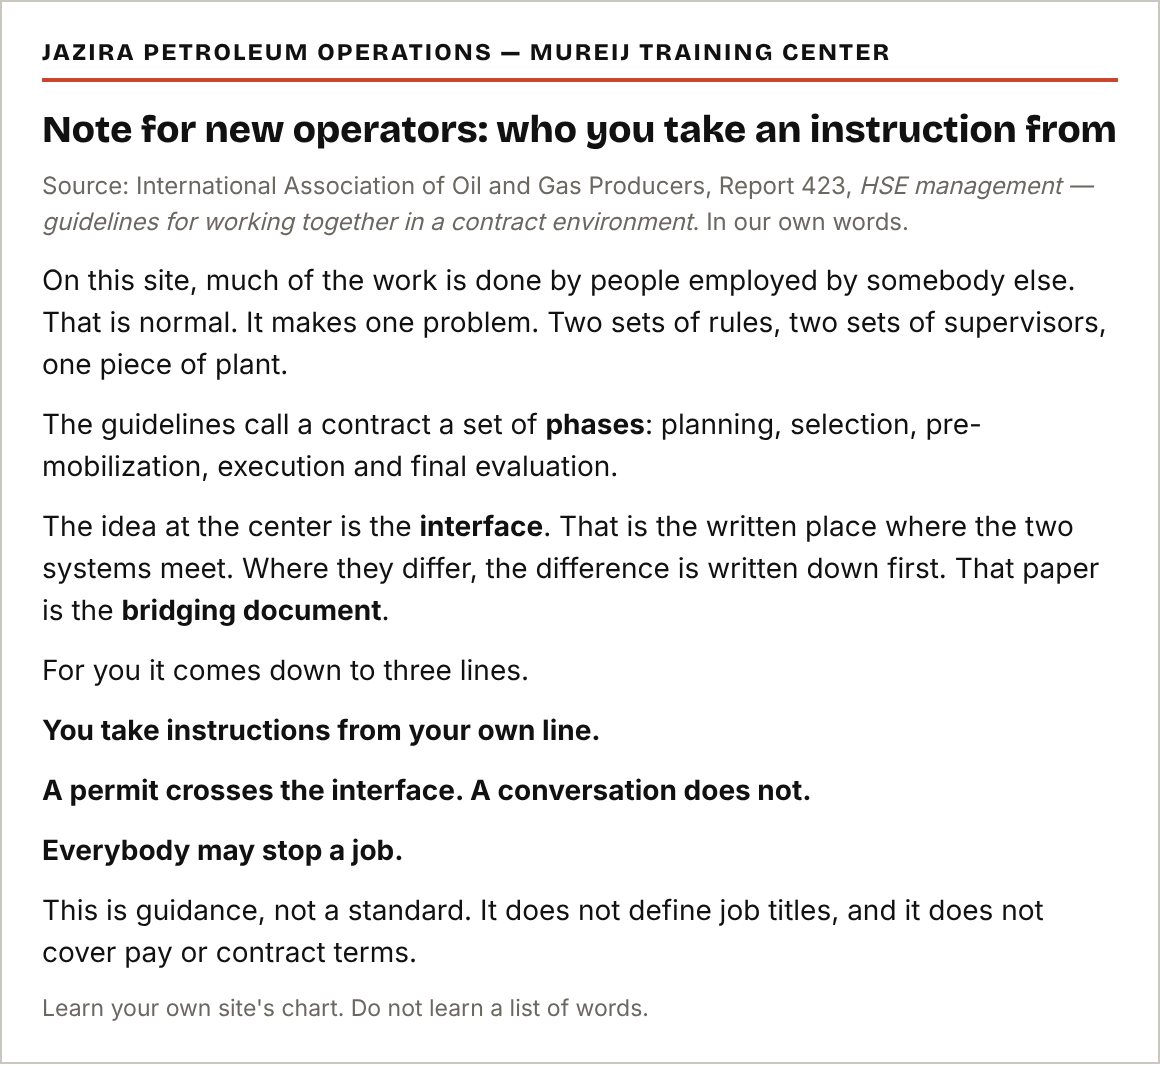 JAZIRA PETROLEUM OPERATIONS — MUREIJ TRAINING CENTER
Note for new operators: who you take an instruction from
Source: International Association of Oil and Gas Producers, Report 423, HSE management —
guidelines for working together in a contract environment. In our own words.
On this site, much of the work is done by people employed by somebody else.
That is normal. It makes one problem. Two sets of rules, two sets of supervisors,
one piece of plant.
The guidelines call a contract a set of phases: planning, selection, pre-
mobilization, execution and final evaluation.
The idea at the center is the interface. That is the written place where the two
systems meet. Where they differ, the difference is written down first. That paper
is the bridging document.
For you it comes down to three lines.
You take instructions from your own line.
A permit crosses the interface. A conversation does not.
Everybody may stop a job.
This is guidance, not a standard. It does not define job titles, and it does not
cover pay or contract terms.
Learn your own site's chart. Do not learn a list of words.